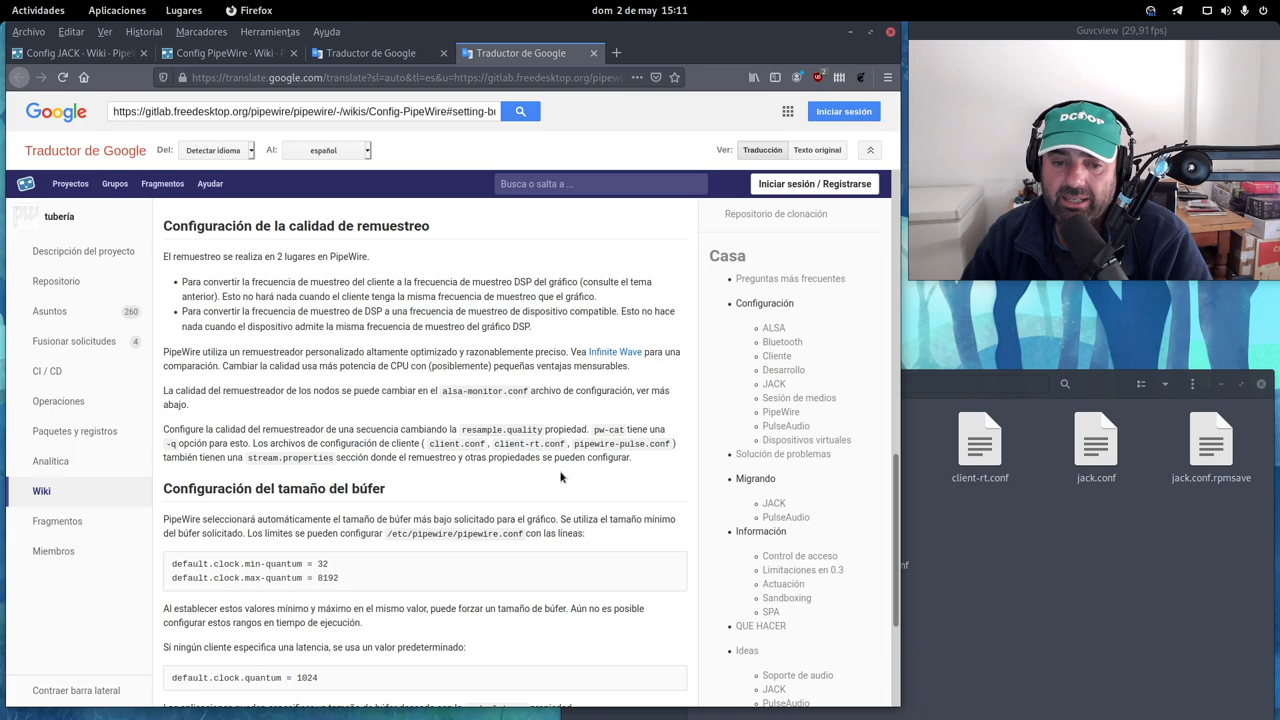 Actividades Aplicaciones Lugares Firefox dom 2 de may 15:11
Archivo Editar Ver Historial Marcadores Herramientas Ayuda
Config JACK · Wiki · Pip Config PipeWire · Wiki · P Traductor de Google Traductor de Google
https://translate.google.com/translate?sl=auto&tl=es&u=https://gitlab.freedesktop.org/pipew
Google https://gitlab.freedesktop.org/pipewire/pipewire/-/wikis/Config-PipeWire#setting-bu Iniciar sesión
Traductor de Google Del: Detectar idioma Al: español Ver: Traducción Texto original
Proyectos Grupos Fragmentos Ayudar Busca o salta a ... Iniciar sesión / Registrarse
tubería
Descripción del proyecto
Repositorio
Asuntos 260
Fusionar solicitudes 4
CI / CD
Operaciones
Paquetes y registros
Analítica
Wiki
Fragmentos
Miembros
Contraer barra lateral
Configuración de la calidad de remuestreo
El remuestreo se realiza en 2 lugares en PipeWire.
Para convertir la frecuencia de muestreo del cliente a la frecuencia de muestreo DSP del gráfico (consulte el tema
anterior). Esto no hará nada cuando el cliente tenga la misma frecuencia de muestreo que el gráfico.
Para convertir la frecuencia de muestreo de DSP a una frecuencia de muestreo de dispositivo compatible. Esto no hace
nada cuando el dispositivo admite la misma frecuencia de muestreo del gráfico DSP.
PipeWire utiliza un remuestreador personalizado altamente optimizado y razonablemente preciso. Vea Infinite Wave para una
comparación. Cambiar la calidad usa más potencia de CPU con (posiblemente) pequeñas ventajas mensurables.
La calidad del remuestreador de los nodos se puede cambiar en el alsa-monitor.conf archivo de configuración, ver más
abajo.
Configure la calidad del remuestreador de una secuencia cambiando la resample.quality propiedad. pw-cat tiene una
-q opción para esto. Los archivos de configuración de cliente ( client.conf, client-rt.conf, pipewire-pulse.conf )
también tienen una stream.properties sección donde el remuestreo y otras propiedades se pueden configurar.
Configuración del tamaño del búfer
PipeWire seleccionará automáticamente el tamaño de búfer más bajo solicitado para el gráfico. Se utiliza el tamaño mínimo
del búfer solicitado. Los límites se pueden configurar /etc/pipewire/pipewire.conf con las líneas:
default.clock.min-quantum = 32
default.clock.max-quantum = 8192
Al establecer estos valores mínimo y máximo en el mismo valor, puede forzar un tamaño de búfer. Aún no es posible
configurar estos rangos en tiempo de ejecución.
Si ningún cliente especifica una latencia, se usa un valor predeterminado:
default.clock.quantum = 1024
Repositorio de clonación
Casa
Preguntas más frecuentes
Configuración
ALSA
Bluetooth
Cliente
Desarrollo
JACK
Sesión de medios
PipeWire
PulseAudio
Dispositivos virtuales
Solución de problemas
Migrando
JACK
PulseAudio
Información
Control de acceso
Limitaciones en 0.3
Actuación
Sandboxing
SPA
QUE HACER
Ideas
Soporte de audio
JACK
PulseAudio
Guvcview (29,91fps)
DCOOP
client-rt.conf jack.conf jack.conf.rpmsave